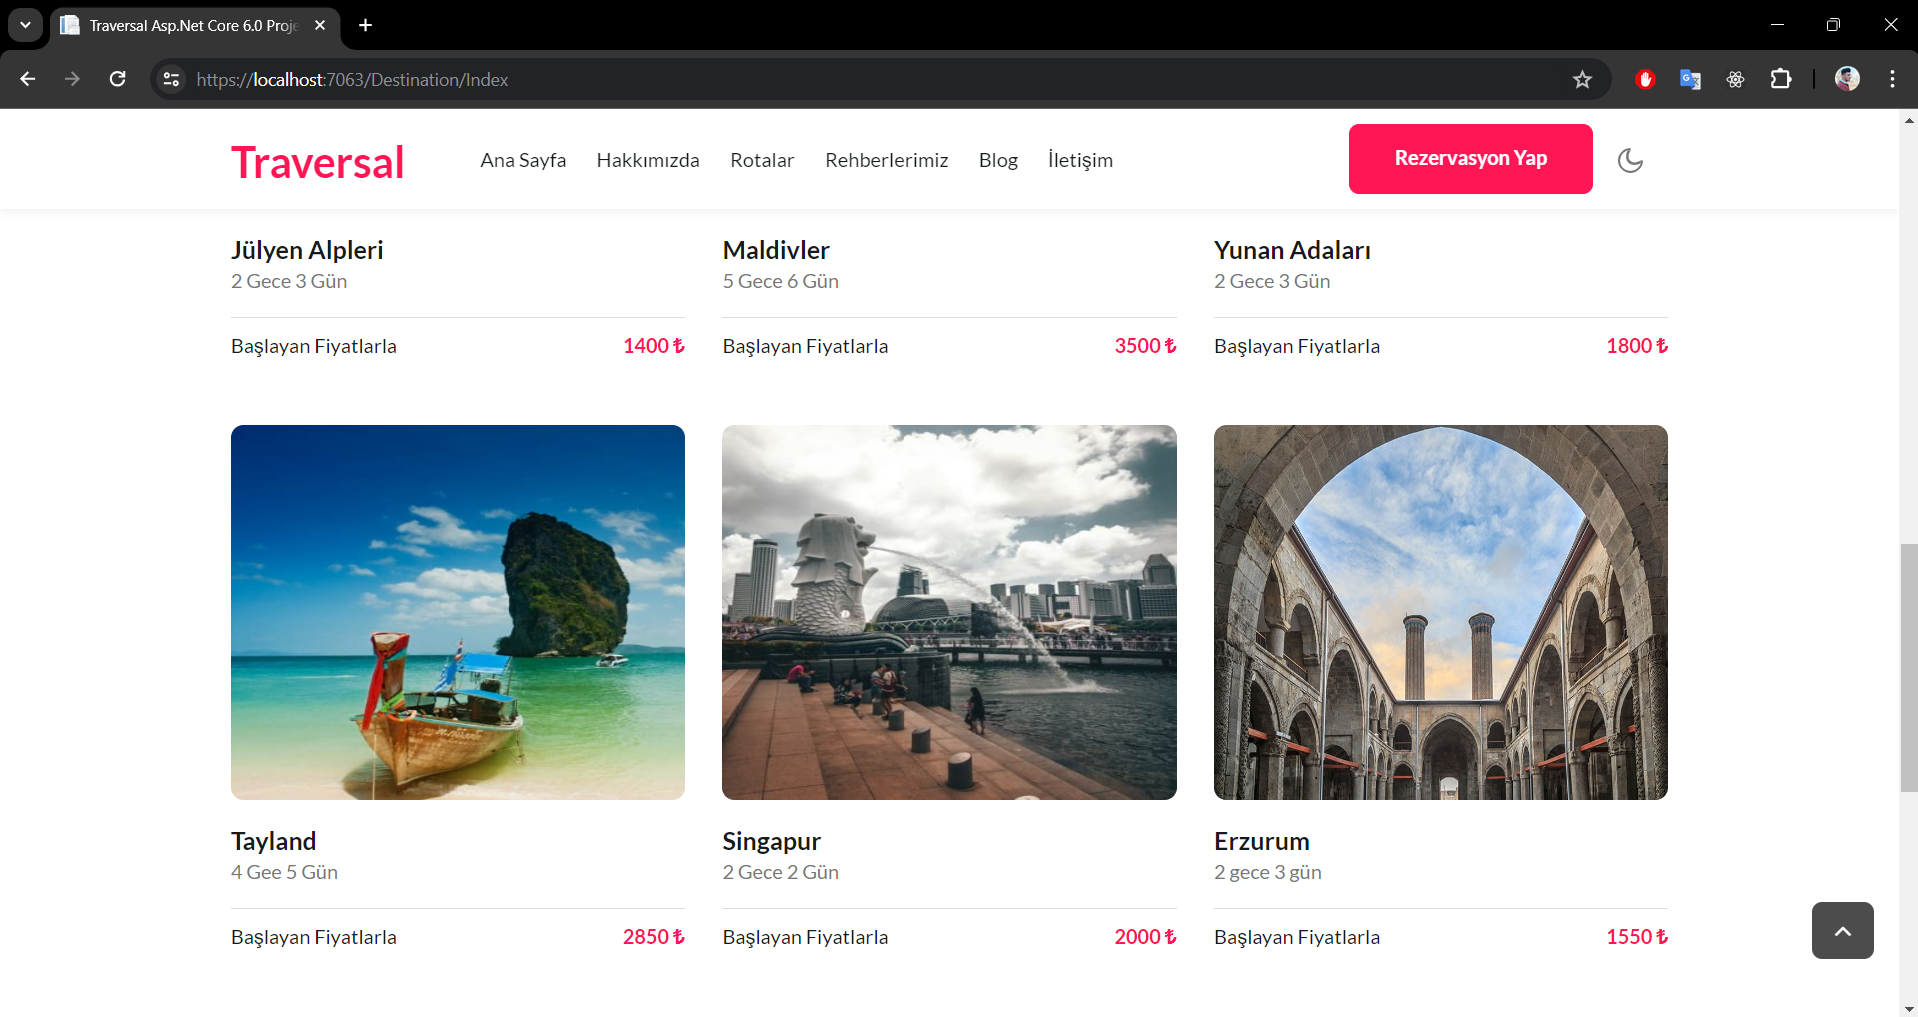 Traversal Asp.Net Core 6.0 Proje
https://localhost:7063/Destination/Index
Traversal Ana Sayfa Hakkımızda Rotalar Rehberlerimiz Blog İletişim Rezervasyon Yap
Jülyen Alpleri Maldivler Yunan Adaları
2 Gece 3 Gün 5 Gece 6 Gün 2 Gece 3 Gün
Başlayan Fiyatlarla 1400 ₺ Başlayan Fiyatlarla 3500 ₺ Başlayan Fiyatlarla 1800 ₺
Tayland Singapur Erzurum
4 Gee 5 Gün 2 Gece 2 Gün 2 gece 3 gün
Başlayan Fiyatlarla 2850 ₺ Başlayan Fiyatlarla 2000 ₺ Başlayan Fiyatlarla 1550 ₺